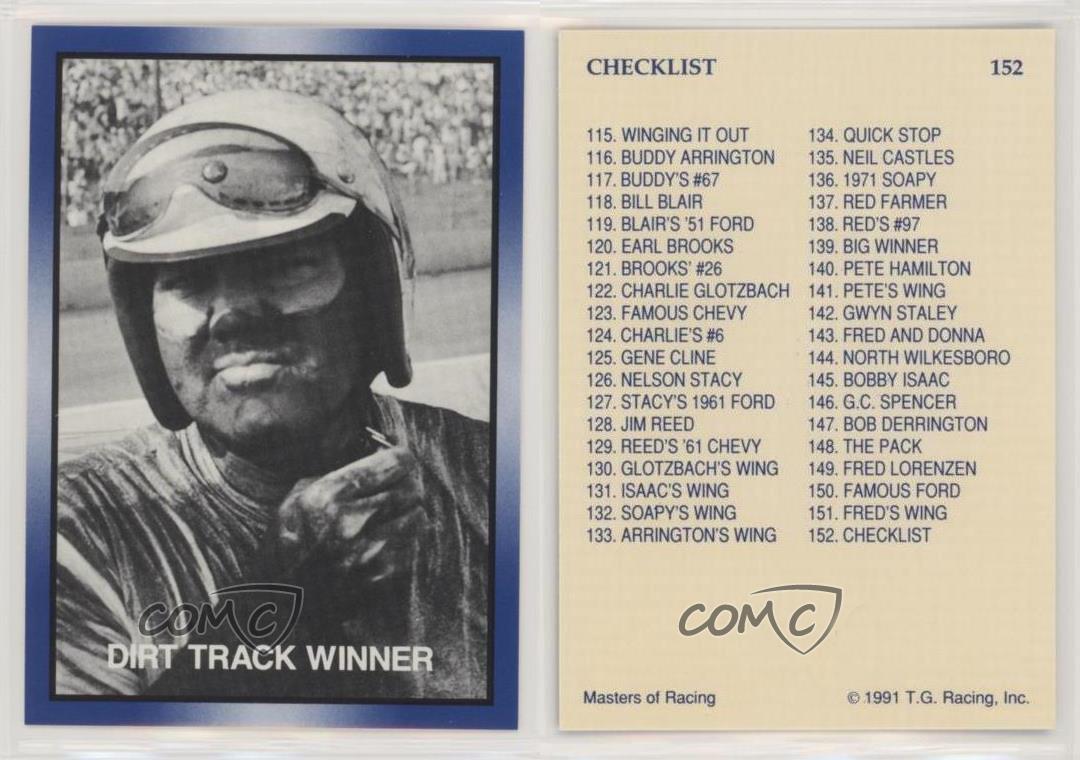 COMC
DIRT TRACK WINNER
CHECKLIST 152
115. WINGING IT OUT
116. BUDDY ARRINGTON
117. BUDDY'S #67
118. BILL BLAIR
119. BLAIR'S '51 FORD
120. EARL BROOKS
121. BROOKS' #26
122. CHARLIE GLOTZBACH
123. FAMOUS CHEVY
124. CHARLIE'S #6
125. GENE CLINE
126. NELSON STACY
127. STACY'S 1961 FORD
128. JIM REED
129. REED'S '61 CHEVY
130. GLOTZBACH'S WING
131. ISAAC'S WING
132. SOAPY'S WING
133. ARRINGTON'S WING
134. QUICK STOP
135. NEIL CASTLES
136. 1971 SOAPY
137. RED FARMER
138. RED'S #97
139. BIG WINNER
140. PETE HAMILTON
141. PETE'S WING
142. GWYN STALEY
143. FRED AND DONNA
144. NORTH WILKESBORO
145. BOBBY ISAAC
146. G.C. SPENCER
147. BOB DERRINGTON
148. THE PACK
149. FRED LORENZEN
150. FAMOUS FORD
151. FRED'S WING
152. CHECKLIST
COMC
Masters of Racing © 1991 T.G. Racing, Inc.